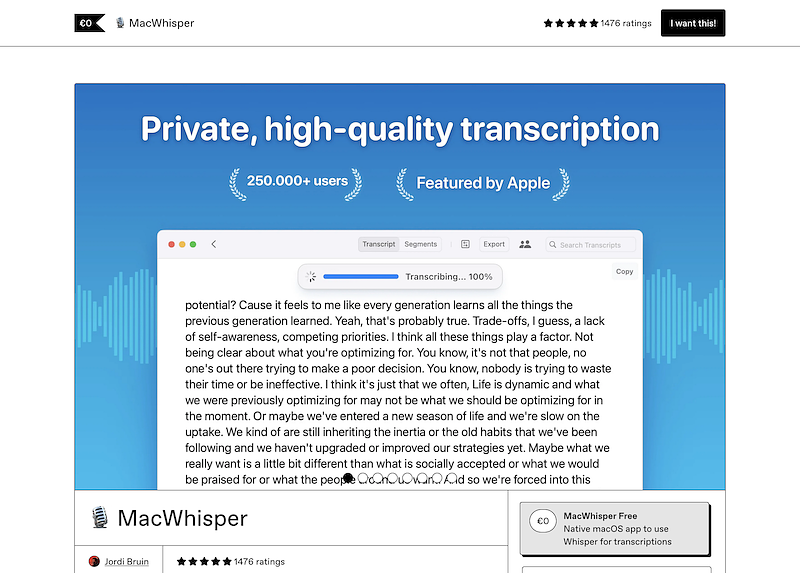 €0
MacWhisper
1476 ratings
I want this!
Private, high-quality transcription
250.000+ users
Featured by Apple
Transcript
Segments
Export
Search Transcripts
Transcribing... 100%
Copy
potential? Cause it feels to me like every generation learns all the things the
previous generation learned. Yeah, that's probably true. Trade-offs, I guess, a lack
of self-awareness, competing priorities. I think all these things play a factor. Not
being clear about what you're optimizing for. You know, it's not that people, no
one's out there trying to make a poor decision. You know, nobody is trying to waste
their time or be ineffective. I think it's just that we often, Life is dynamic and what
we were previously optimizing for may not be what we should be optimizing for in
the moment. Or maybe we've entered a new season of life and we're slow on the
uptake. We kind of are still inheriting the inertia or the old habits that we've been
following and we haven't upgraded or improved our strategies yet. Maybe what we
really want is a little bit different than what is socially accepted or what we would
be praised for or what the people so we're forced into this
MacWhisper
€0
MacWhisper Free
Native macOS app to use
Whisper for transcriptions
Jordi Bruin
1476 ratings